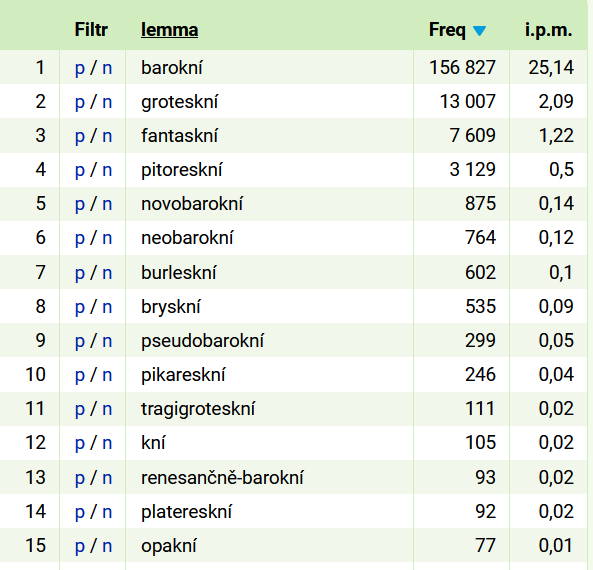 Filtr lemma Freq i.p.m.
1 p / n barokní 156 827 25,14
2 p / n groteskní 13 007 2,09
3 p / n fantaskní 7 609 1,22
4 p / n pitoreskní 3 129 0,5
5 p / n novobarokní 875 0,14
6 p / n neobarokní 764 0,12
7 p / n burleskní 602 0,1
8 p / n bryskní 535 0,09
9 p / n pseudobarokní 299 0,05
10 p / n pikareskní 246 0,04
11 p / n tragigroteskní 111 0,02
12 p / n kní 105 0,02
13 p / n renesančně-barokní 93 0,02
14 p / n platereskní 92 0,02
15 p / n opakní 77 0,01